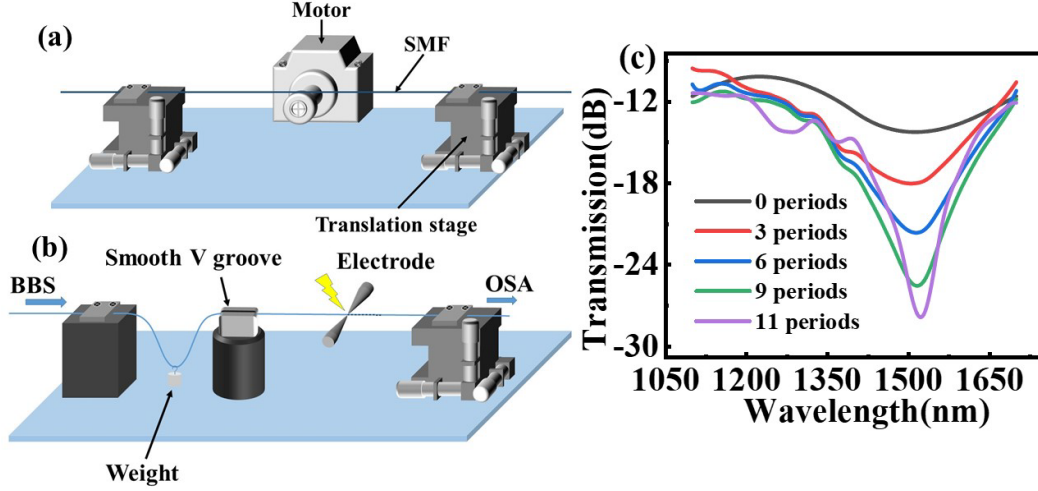 (a)
Motor
SMF
Translation stage
(b)
BBS
Smooth V groove
Electrode
OSA
Weight
(c)
Transmission(dB)
-12
-18
-24
-30
0 periods
3 periods
6 periods
9 periods
11 periods
1050 1200 1350 1500 1650
Wavelength(nm)